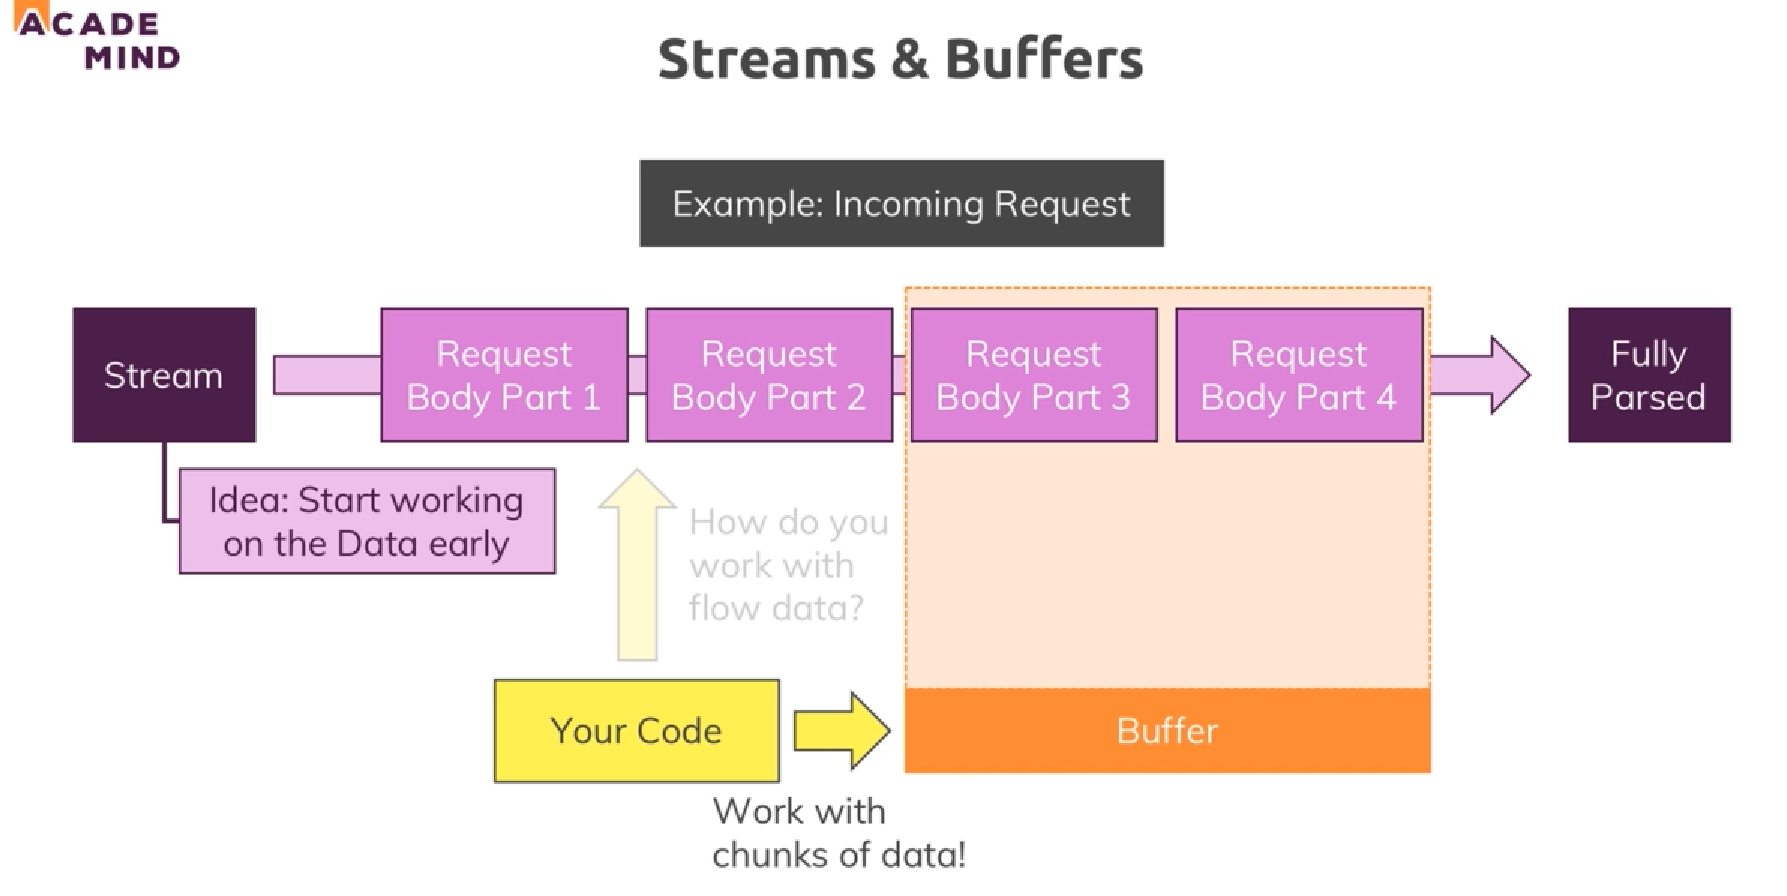 ACADE
MIND
Streams & Buffers
Example: Incoming Request
Stream
Request
Body Part 1
Request
Body Part 2
Request
Body Part 3
Request
Body Part 4
Fully
Parsed
Idea: Start working
on the Data early
How do you
work with
flow data?
Your Code
Buffer
Work with
chunks of data!